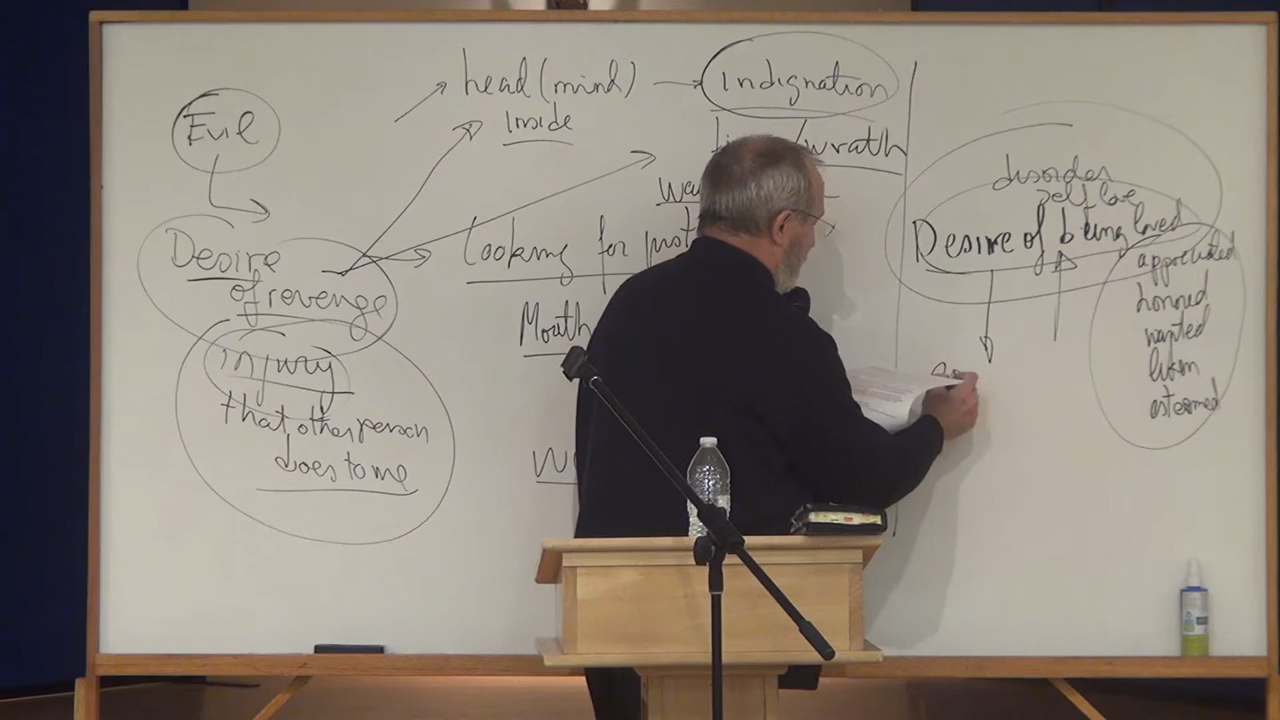 Evil
Desire
of revenge
injury
that other person
does to me
head (mind)
Inside
Looking for
Mouth
Indignation
/wrath
disorder
self love
Desire of being loved
appreciated
honored
wanted
liken
esteemed